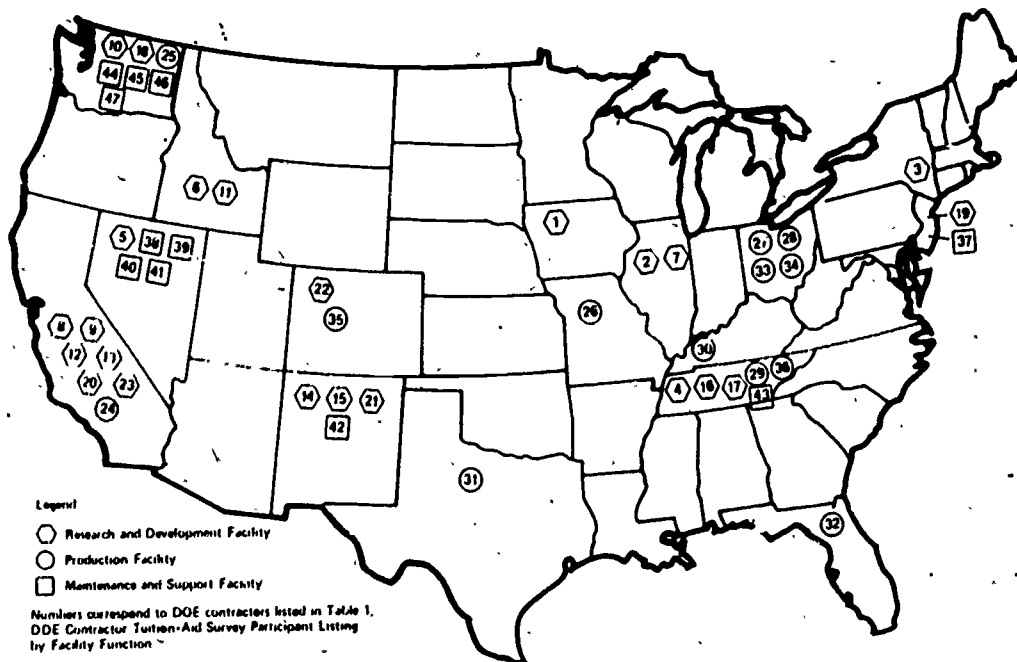 10 18 25
44 45 46
47
3
6 11
1
19
5 38 39
37
2 7
27 28
40 41
33 34
22
26
35
8 9
30
12
29 36
20 23
4 16 17
14 15 21
43
24
42
31
Legend
Research and Development Facility
32
Production Facility
Maintenance and Support Facility
Numbers correspond to DOE contractors listed in Table 1,
DOE Contractor Tuition-Aid Survey Participant Listing
by Facility Function